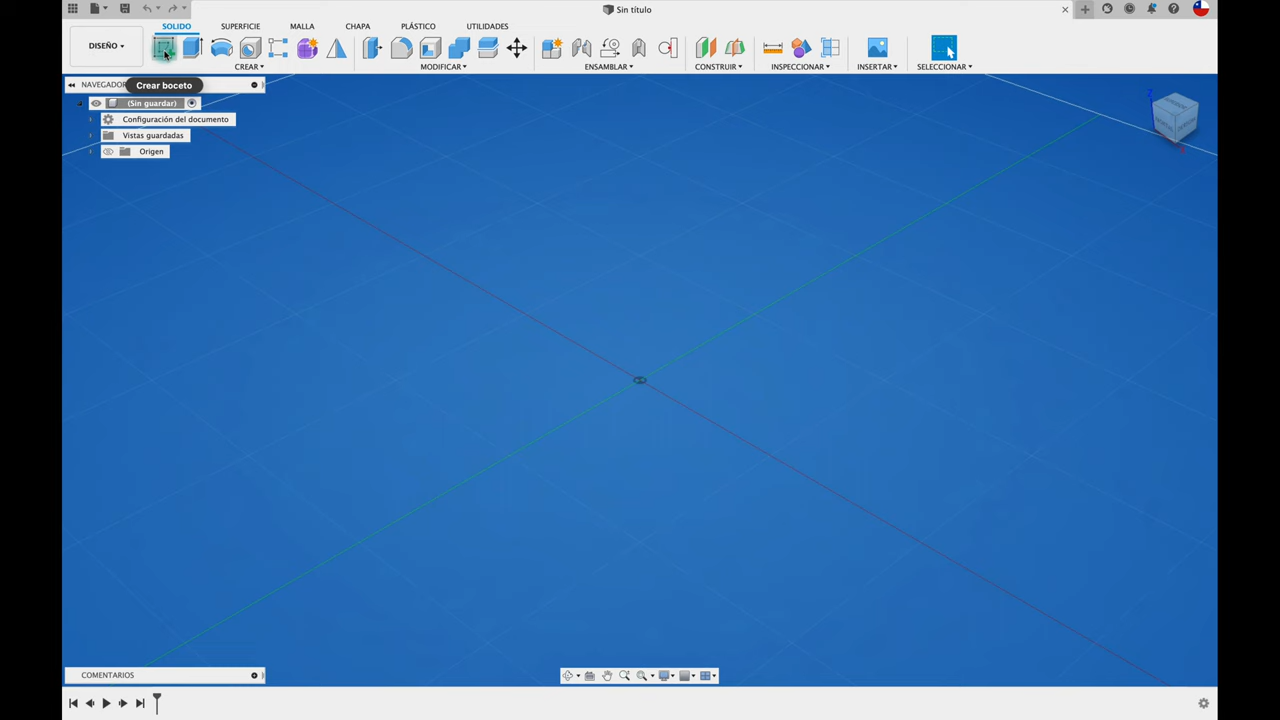 Sin título
DISEÑO
SOLIDO
SUPERFICIE
MALLA
CHAPA
PLÁSTICO
UTILIDADES
CREAR
MODIFICAR
ENSAMBLAR
CONSTRUIR
INSPECCIONAR
INSERTAR
SELECCIONAR
NAVEGADOR
Crear boceto
(Sin guardar)
Configuración del documento
Vistas guardadas
Origen
Z
COMENTARIOS